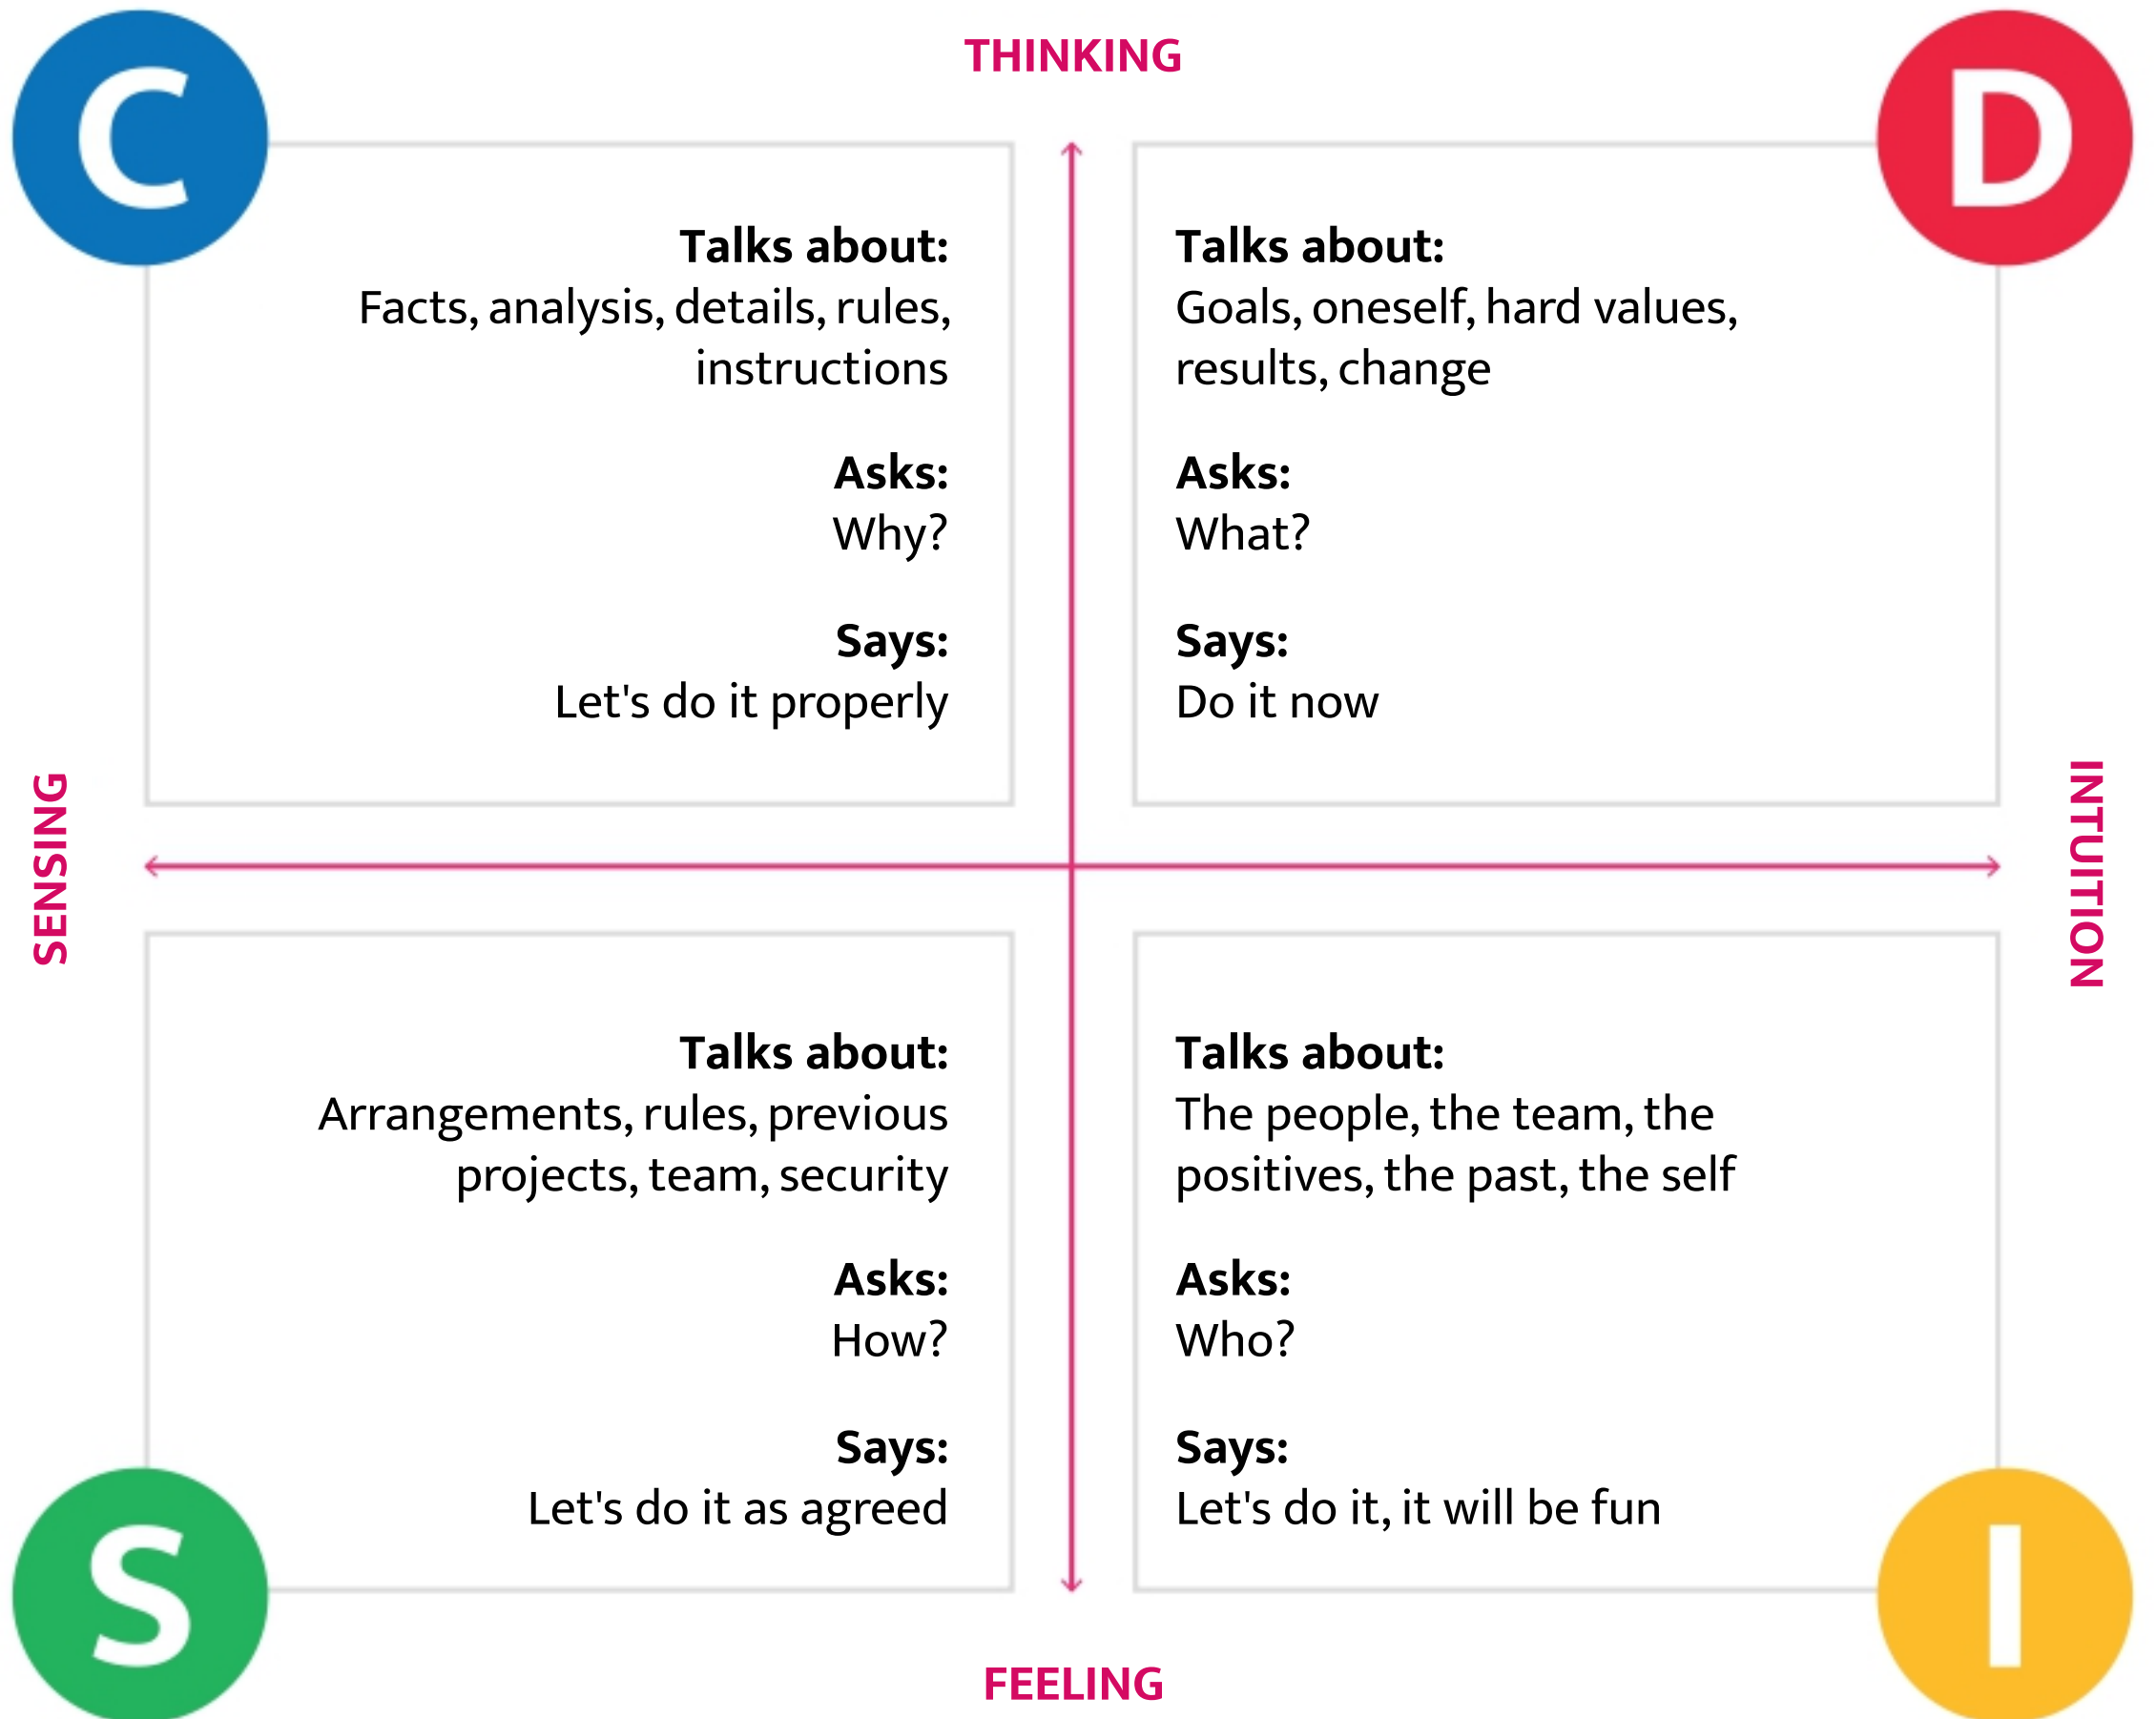 THINKING
C
D
Talks about:
Facts, analysis, details, rules,
instructions
Asks:
Why?
Says:
Let's do it properly
Talks about:
Goals, oneself, hard values,
results, change
Asks:
What?
Says:
Do it now
SENSING
INTUITION
Talks about:
Arrangements, rules, previous
projects, team, security
Asks:
How?
Says:
Let's do it as agreed
Talks about:
The people, the team, the
positives, the past, the self
Asks:
Who?
Says:
Let's do it, it will be fun
S
I
FEELING